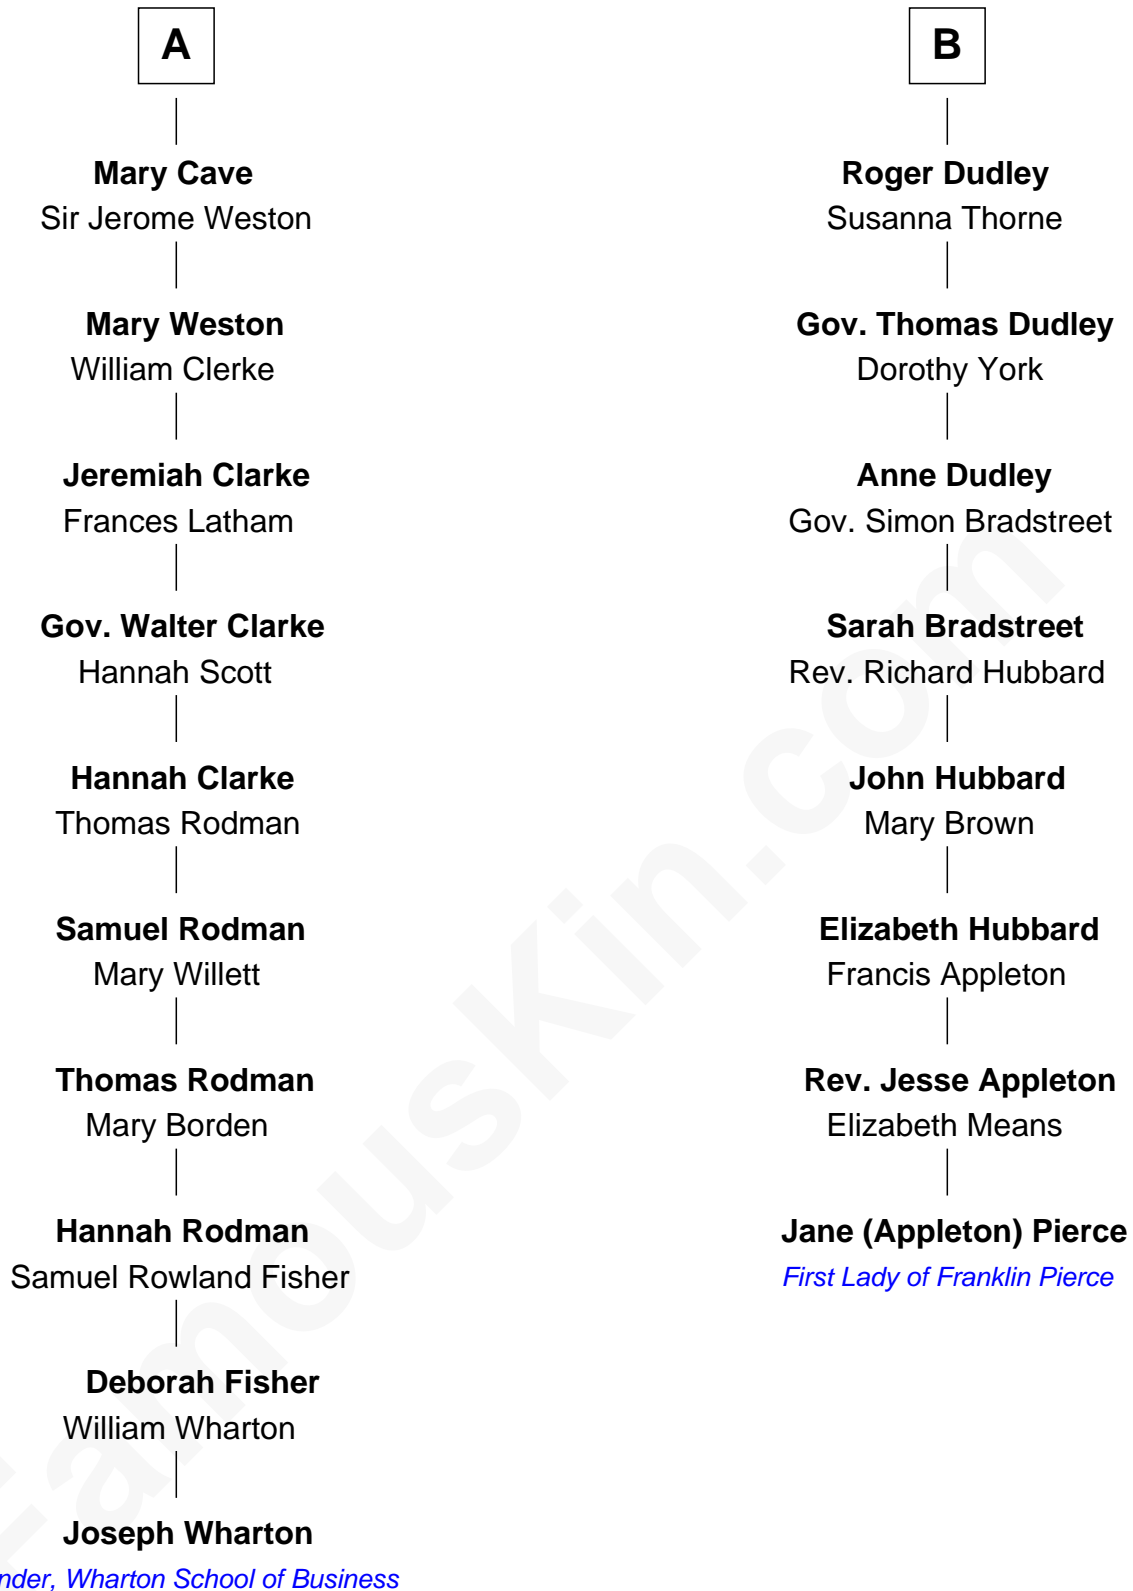 A
Mary Cave
Sir Jerome Weston
Mary Weston
William Clerke
Jeremiah Clarke
Frances Latham
Gov. Walter Clarke
Hannah Scott
Hannah Clarke
Thomas Rodman
Samuel Rodman
Mary Willett
Thomas Rodman
Mary Borden
Hannah Rodman
Samuel Rowland Fisher
Deborah Fisher
William Wharton
Joseph Wharton
nder, Wharton School of Business
B
Roger Dudley
Susanna Thorne
Gov. Thomas Dudley
Dorothy York
Anne Dudley
Gov. Simon Bradstreet
Sarah Bradstreet
Rev. Richard Hubbard
John Hubbard
Mary Brown
Elizabeth Hubbard
Francis Appleton
Rev. Jesse Appleton
Elizabeth Means
Jane (Appleton) Pierce
First Lady of Franklin Pierce
FamousKin.com